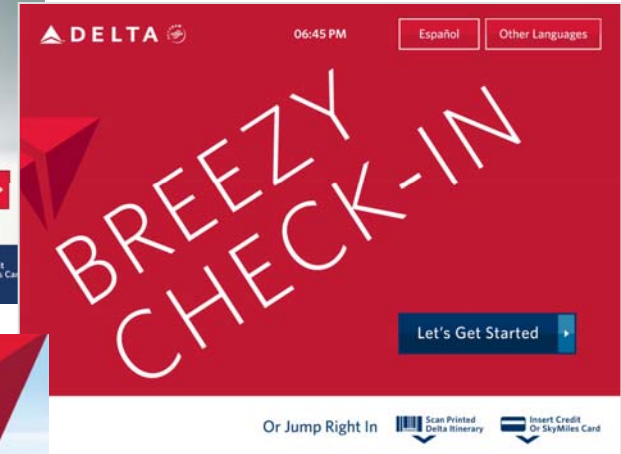 DELTA
06:45 PM
Español
Other Languages
BREEZY
CHECK-IN
Let's Get Started
Or Jump Right In
Scan Printed
Delta Itinerary
Insert Credit
Or SkyMiles Card